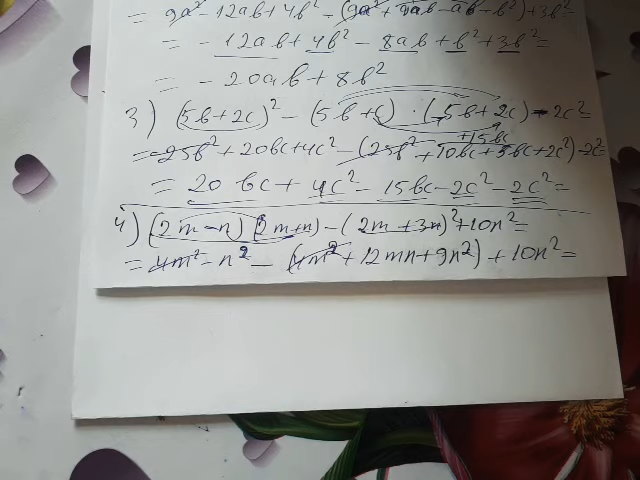 = 9a² - 12ab + 4b² - (9a² + 9ab - ab - b²) + 3b² =
= - 12ab + 4b² - 8ab + b² + 3b² =
= - 20ab + 8b²
3) (5b + 2c)² - (5b + c) · (5b + 2c) - 2c² =
= 25b² + 20bc + 4c² - (25b² + 10bc + 5bc + 2c²) - 2c² =
+15bc
= 20bc + 4c² - 15bc - 2c² - 2c² =
4) (2m - n)(2m + n) - (2m + 3n)² + 10n² =
= 4m² - n² - (4m² + 12mn + 9n²) + 10n² =